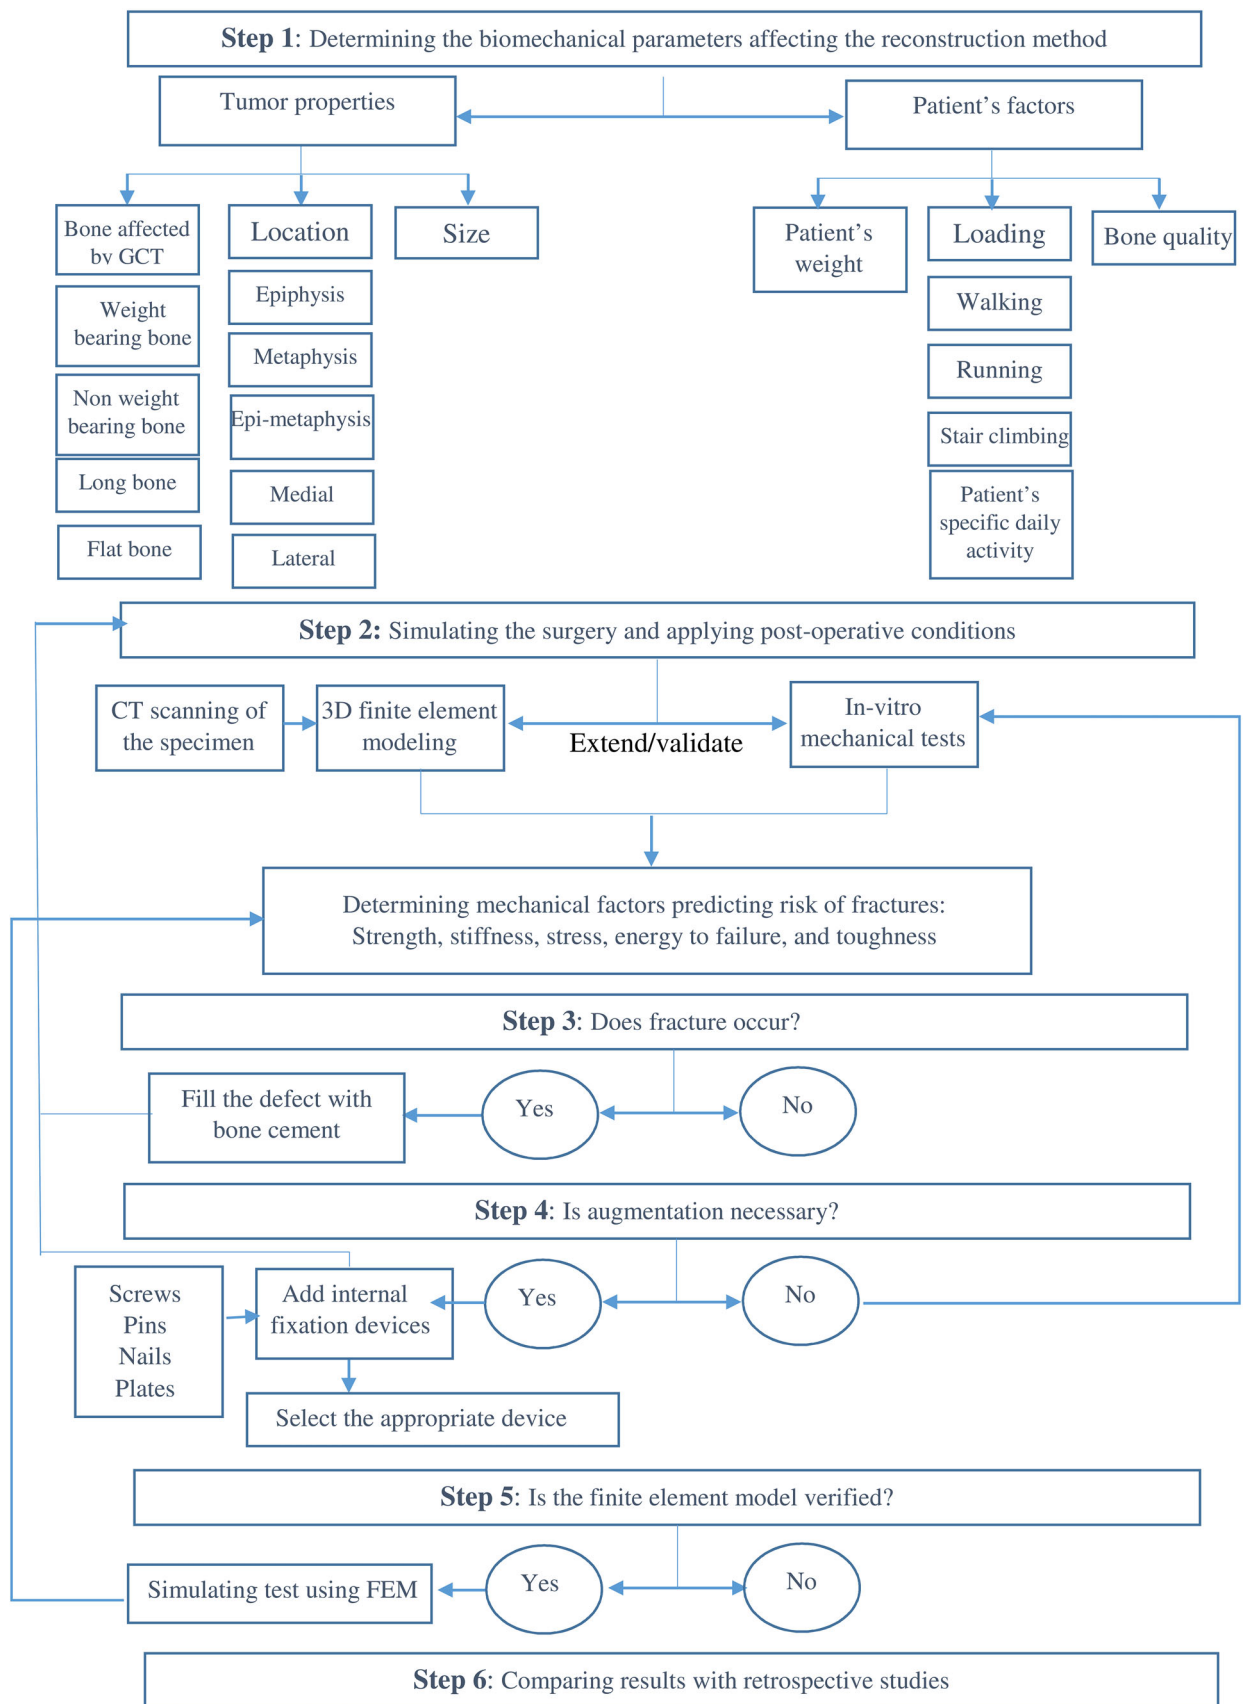 Step 1: Determining the biomechanical parameters affecting the reconstruction method
Tumor properties
Patient's factors
Bone affected
by GCT
Location
Size
Patient's
weight
Loading
Bone quality
Weight
bearing bone
Non weight
bearing bone
Long bone
Flat bone
Epiphysis
Metaphysis
Epi-metaphysis
Medial
Lateral
Walking
Running
Stair climbing
Patient's
specific daily
activity
Step 2: Simulating the surgery and applying post-operative conditions
CT scanning of
the specimen
3D finite element
modeling
Extend/validate
In-vitro
mechanical tests
Determining mechanical factors predicting risk of fractures:
Strength, stiffness, stress, energy to failure, and toughness
Step 3: Does fracture occur?
Fill the defect with
bone cement
Yes
No
Step 4: Is augmentation necessary?
Screws
Pins
Nails
Plates
Add internal
fixation devices
Yes
No
Select the appropriate device
Step 5: Is the finite element model verified?
Simulating test using FEM
Yes
No
Step 6: Comparing results with retrospective studies